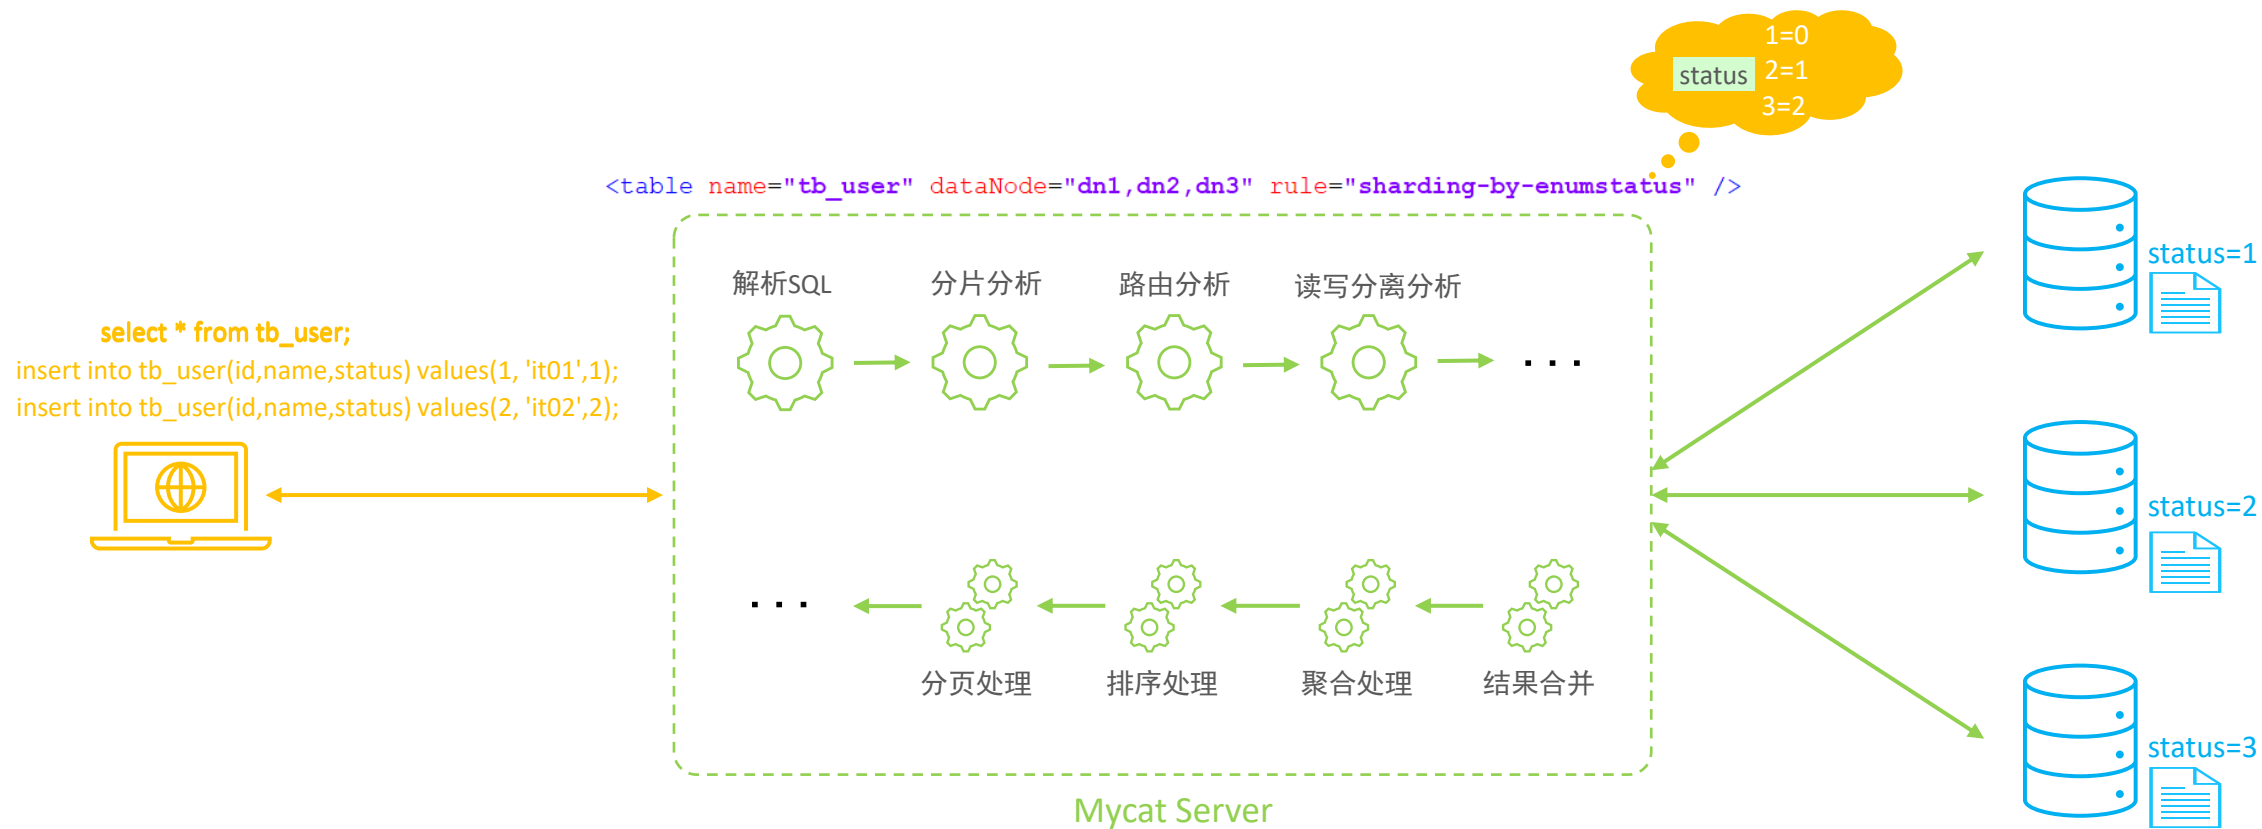 1=0
status 2=1
3=2
<table name="tb_user" dataNode="dn1,dn2,dn3" rule="sharding-by-enumstatus" />
解析SQL 分片分析 路由分析 读写分离分析
. . .
select * from tb_user;
insert into tb_user(id,name,status) values(1, 'it01',1);
insert into tb_user(id,name,status) values(2, 'it02',2);
. . .
分页处理 排序处理 聚合处理 结果合并
Mycat Server
status=1
status=2
status=3